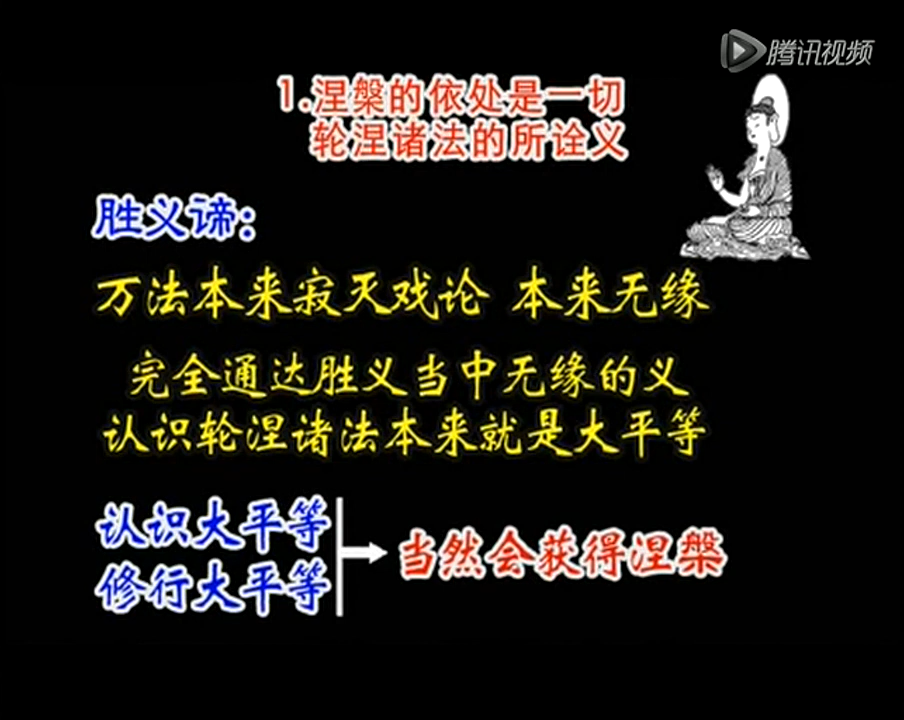 腾讯视频
1.涅槃的依处是一切
轮涅诸法的所诠义
胜义谛:
万法本来寂灭戏论 本来无缘
完全通达胜义当中无缘的义
认识轮涅诸法本来就是大平等
认识大平等
修行大平等
当然会获得涅槃